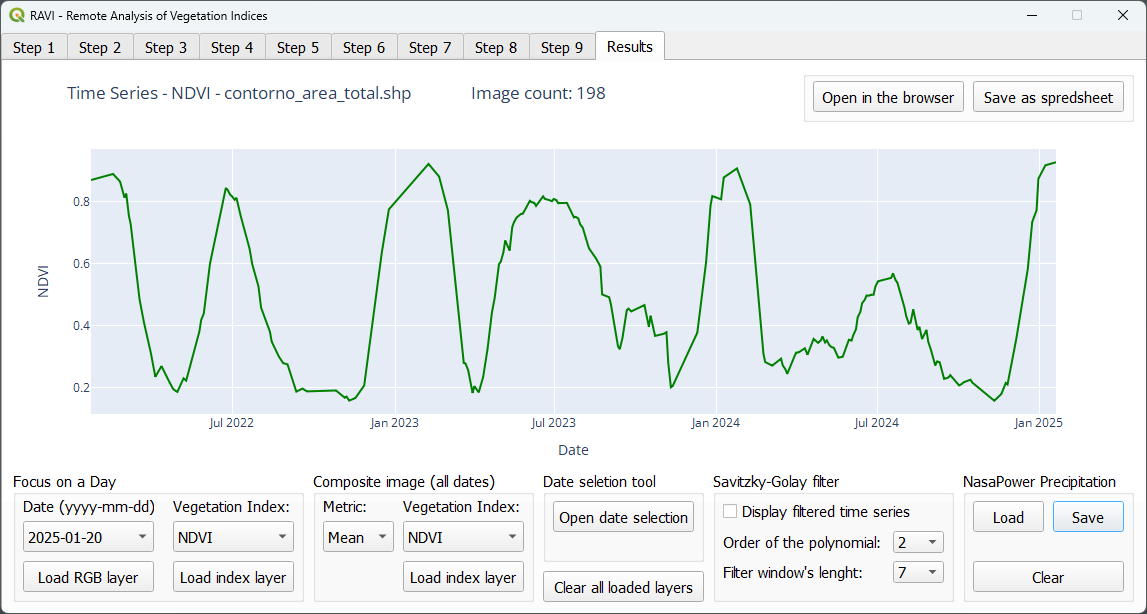 RAVI - Remote Analysis of Vegetation Indices
Step 1 Step 2 Step 3 Step 4 Step 5 Step 6 Step 7 Step 8 Step 9 Results
Time Series - NDVI - contorno_area_total.shp Image count: 198
Open in the browser Save as spredsheet
0.8
0.6
0.4
0.2
NDVI
Jul 2022 Jan 2023 Jul 2023 Jan 2024 Jul 2024 Jan 2025
Date
Focus on a Day
Date (yyyy-mm-dd) Vegetation Index:
2025-01-20 NDVI
Load RGB layer Load index layer
Composite image (all dates)
Metric: Vegetation Index:
Mean NDVI
Load index layer
Date seletion tool
Open date selection
Clear all loaded layers
Savitzky-Golay filter
Display filtered time series
Order of the polynomial: 2
Filter window's lenght: 7
NasaPower Precipitation
Load Save
Clear